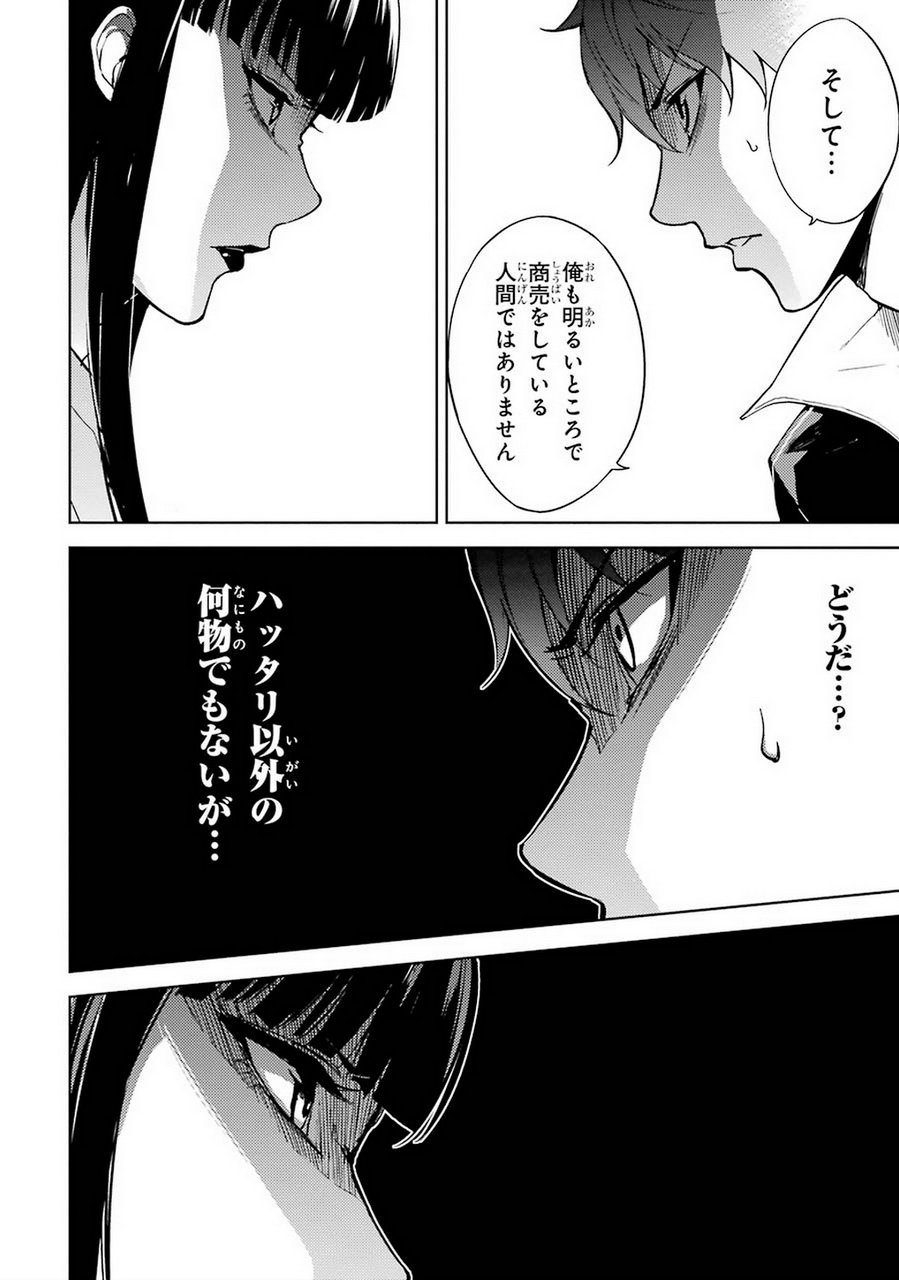 そして…
俺も明るいところで
商売をしている
人間ではありません
どうだ…?
ハッタリ以外の
何物でもないが…